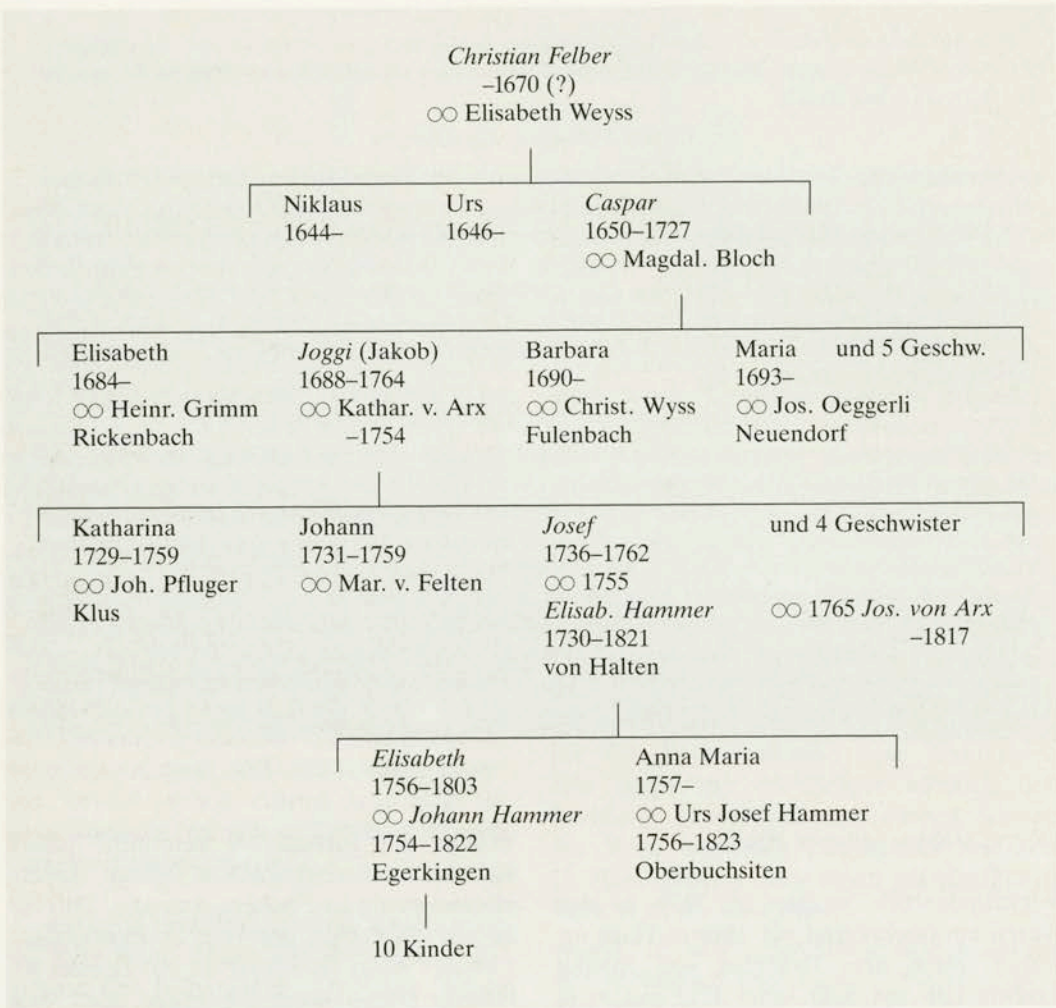 Christian Felber
–1670 (?)
⚭ Elisabeth Weyss
Niklaus
1644–
Urs
1646–
Caspar
1650–1727
⚭ Magdal. Bloch
Elisabeth
1684–
⚭ Heinr. Grimm
Rickenbach
Joggi (Jakob)
1688–1764
⚭ Kathar. v. Arx
–1754
Barbara
1690–
⚭ Christ. Wyss
Fulenbach
Maria
1693–
⚭ Jos. Oeggerli
Neuendorf
und 5 Geschw.
Katharina
1729–1759
⚭ Joh. Pfluger
Klus
Johann
1731–1759
⚭ Mar. v. Felten
Josef
1736–1762
⚭ 1755
Elisab. Hammer
1730–1821
von Halten
und 4 Geschwister
⚭ 1765 Jos. von Arx
–1817
Elisabeth
1756–1803
⚭ Johann Hammer
1754–1822
Egerkingen
10 Kinder
Anna Maria
1757–
⚭ Urs Josef Hammer
1756–1823
Oberbuchsiten